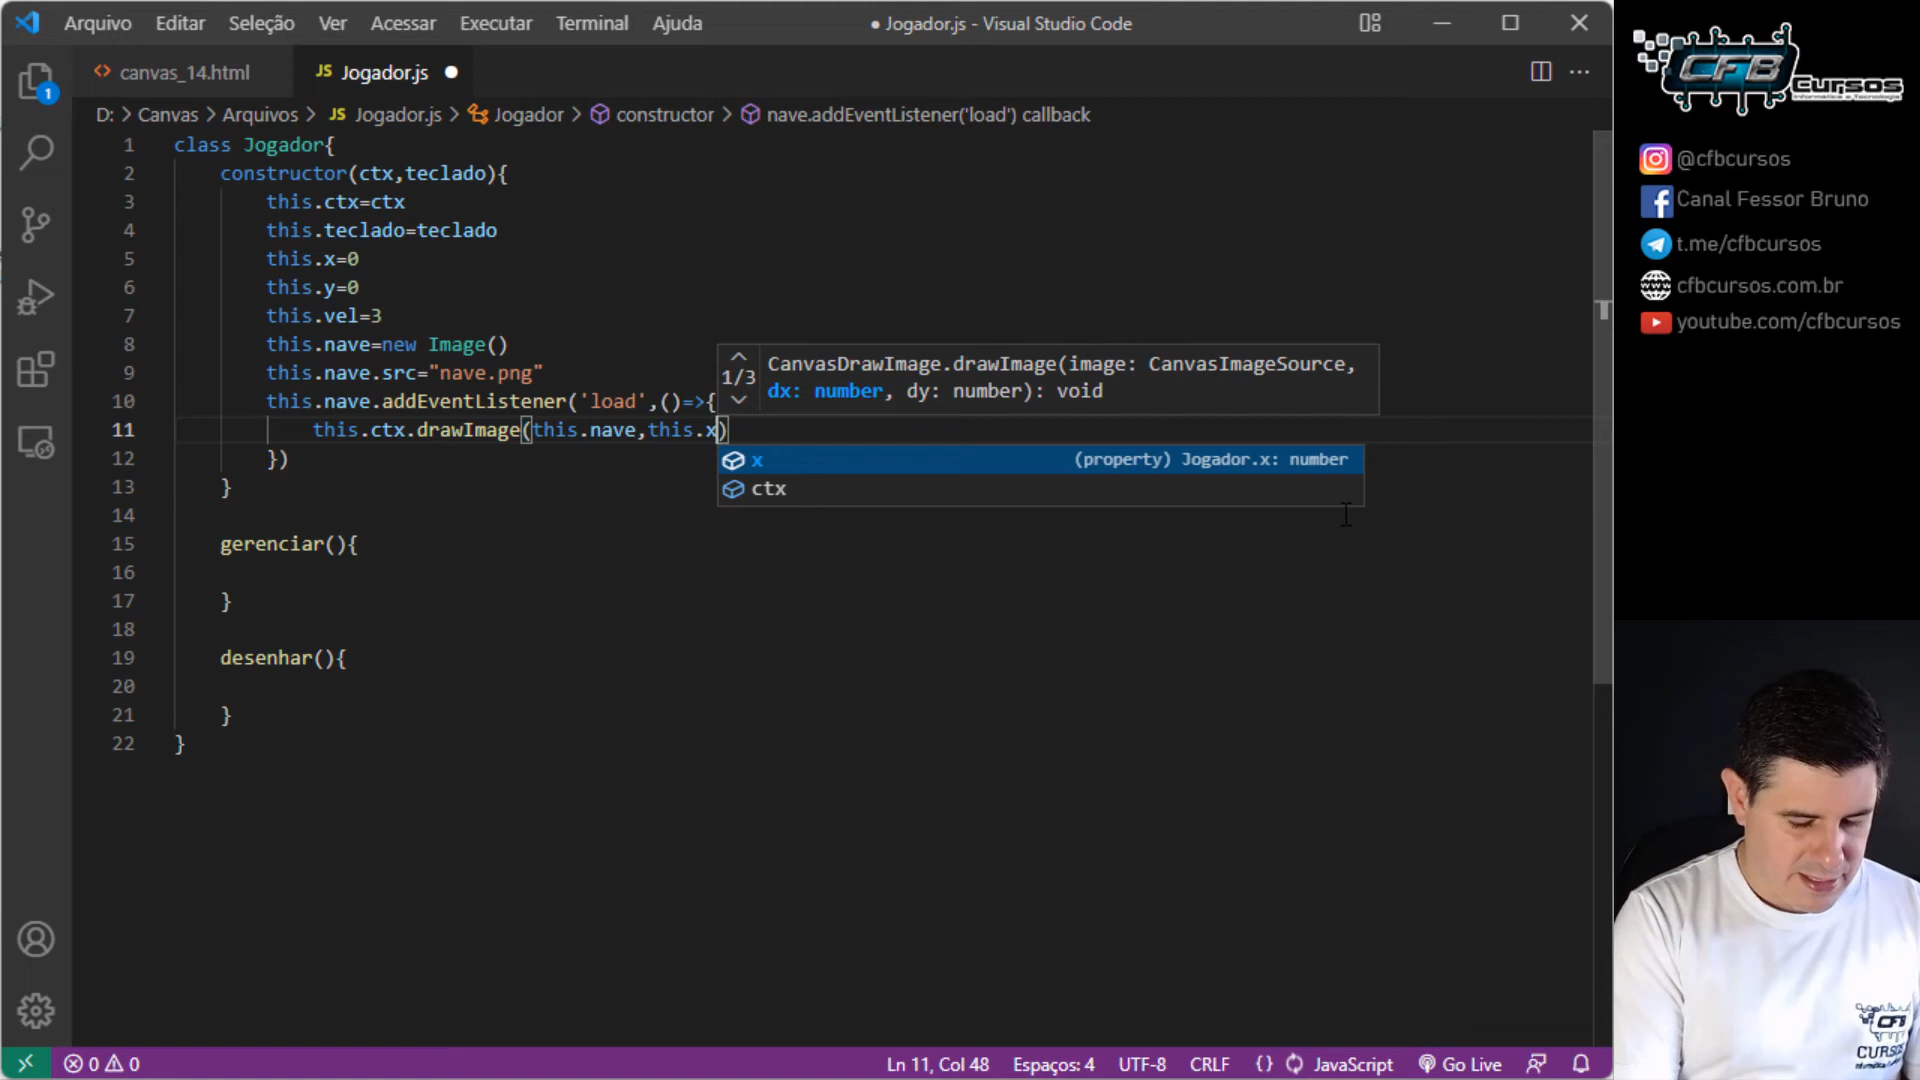 Arquivo Editar Seleção Ver Acessar Executar Terminal Ajuda
● Jogador.js - Visual Studio Code
canvas_14.html
JS Jogador.js ●
D: > Canvas > Arquivos > JS Jogador.js > Jogador > constructor > nave.addEventListener('load') callback
1 class Jogador{
2 constructor(ctx,teclado){
3 this.ctx=ctx
4 this.teclado=teclado
5 this.x=0
6 this.y=0
7 this.vel=3
8 this.nave=new Image()
9 this.nave.src="nave.png"
10 this.nave.addEventListener('load',()=>{
11 this.ctx.drawImage(this.nave,this.x)
12 })
13 }
14
15 gerenciar(){
16
17 }
18
19 desenhar(){
20
21 }
22 }
CanvasDrawImage.drawImage(image: CanvasImageSource,
1/3
dx: number, dy: number): void
x (property) Jogador.x: number
ctx
1
0 0
Ln 11, Col 48 Espaços: 4 UTF-8 CRLF {} JavaScript Go Live
CFB Cursos
@cfbcursos
Canal Fessor Bruno
t.me/cfbcursos
cfbcursos.com.br
youtube.com/cfbcursos
CFB
CURSOS